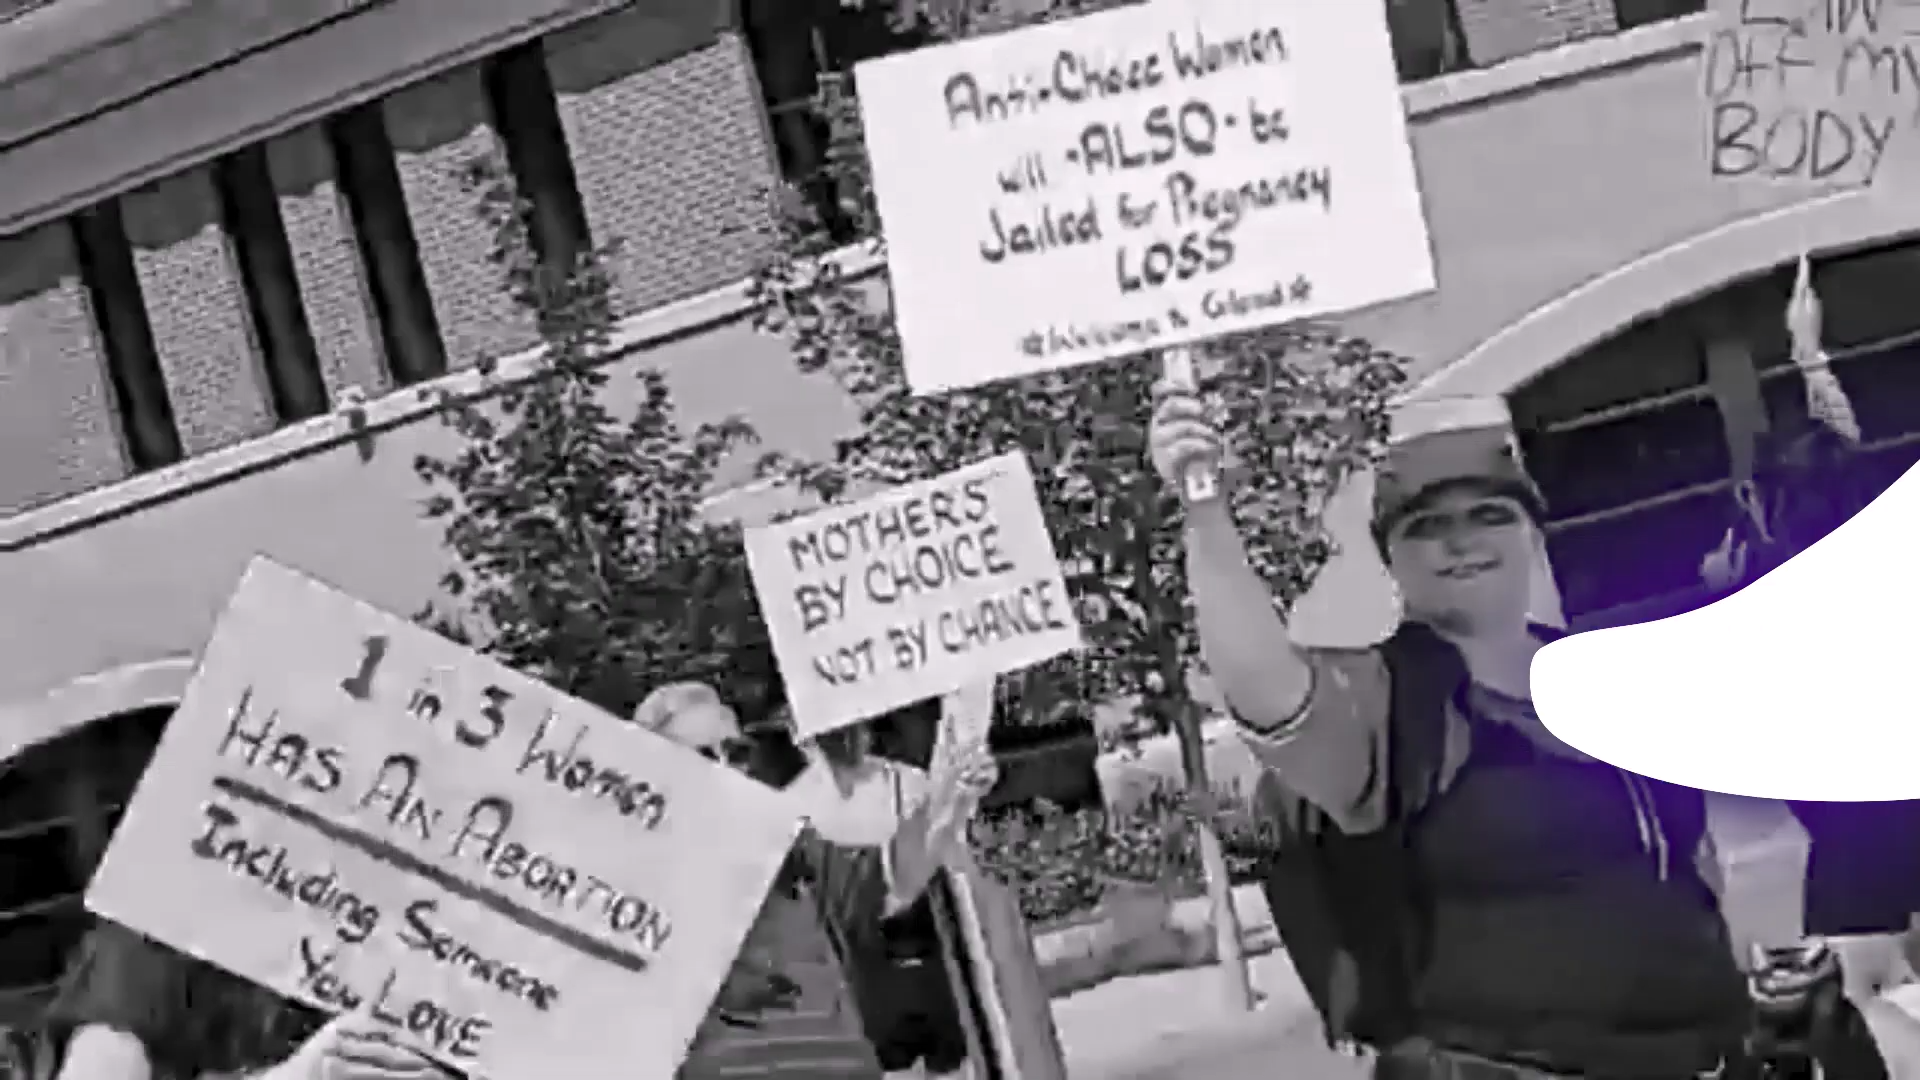 Anti-Choice Women
will -ALSO- be
Jailed for Pregnancy
LOSS
OFF MY
BODY
MOTHERS
BY CHOICE
NOT BY CHANCE
1 in 3 Women
HAS AN ABORTION
Including Someone
You LOVE